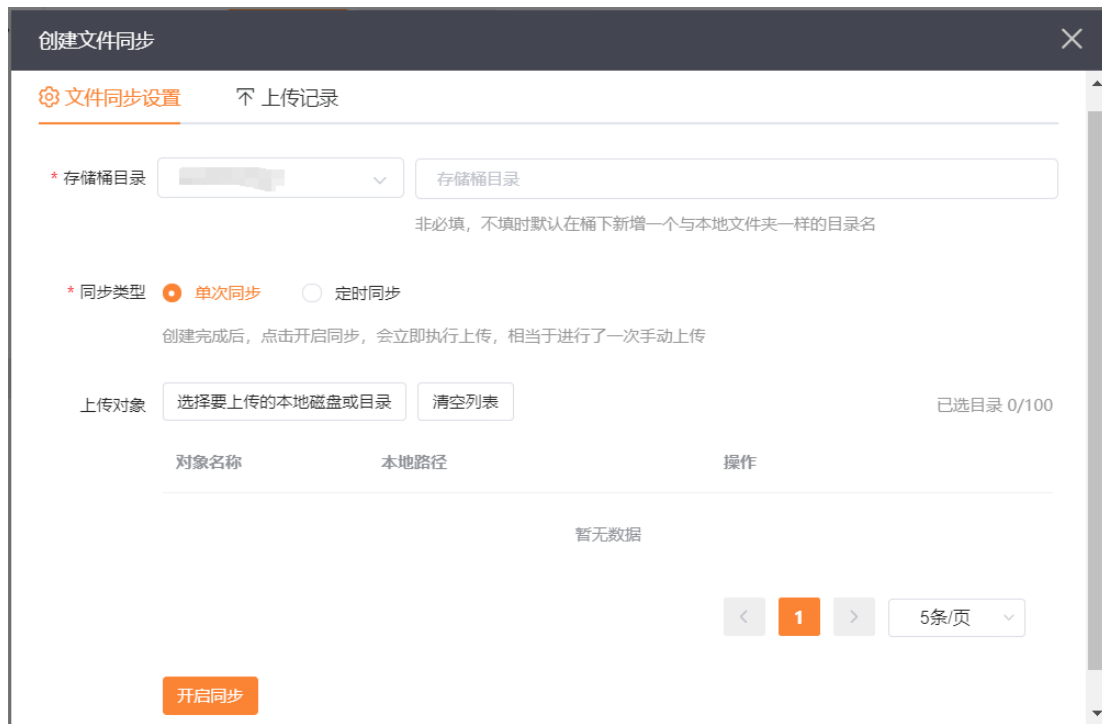 创建文件同步
文件同步设置 上传记录
* 存储桶目录 存储桶目录
非必填，不填时默认在桶下新增一个与本地文件夹一样的目录名
* 同步类型 单次同步 定时同步
创建完成后，点击开启同步，会立即执行上传，相当于进行了一次手动上传
上传对象 选择要上传的本地磁盘或目录 清空列表 已选目录 0/100
对象名称 本地路径 操作
暂无数据
< 1 > 5条/页
开启同步